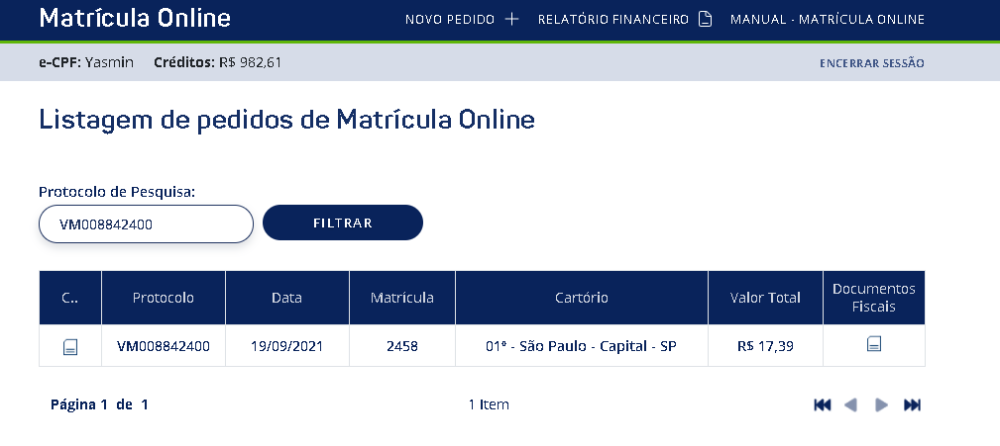 Matrícula Online
NOVO PEDIDO
RELATÓRIO FINANCEIRO
MANUAL - MATRÍCULA ONLINE
e-CPF: Yasmin Créditos: R$ 982,61
ENCERRAR SESSÃO
Listagem de pedidos de Matrícula Online
Protocolo de Pesquisa:
VM008842400
FILTRAR
C.. Protocolo Data Matrícula Cartório Valor Total Documentos Fiscais
VM008842400 19/09/2021 2458 01º - São Paulo - Capital - SP R$ 17,39
Página 1 de 1 1 Item